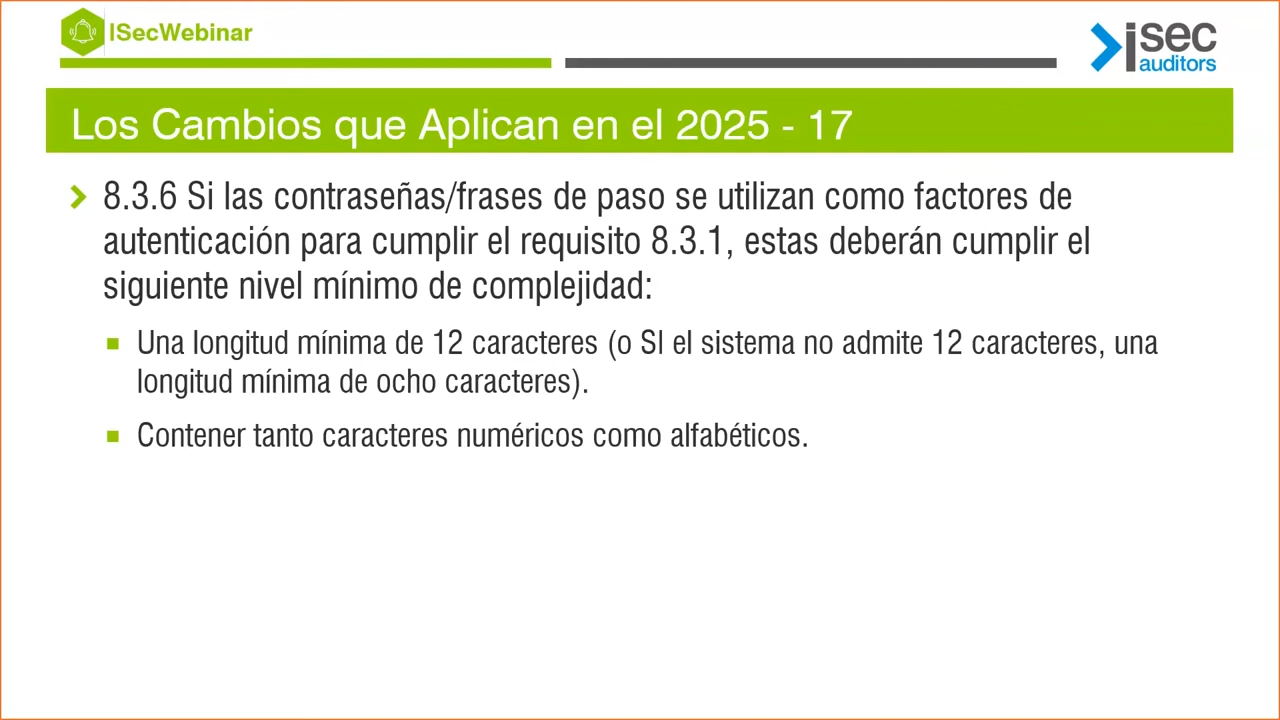 ISecWebinar
isec
auditors
Los Cambios que Aplican en el 2025 - 17
8.3.6 Si las contraseñas/frases de paso se utilizan como factores de
autenticación para cumplir el requisito 8.3.1, estas deberán cumplir el
siguiente nivel mínimo de complejidad:
Una longitud mínima de 12 caracteres (o SI el sistema no admite 12 caracteres, una
longitud mínima de ocho caracteres).
Contener tanto caracteres numéricos como alfabéticos.